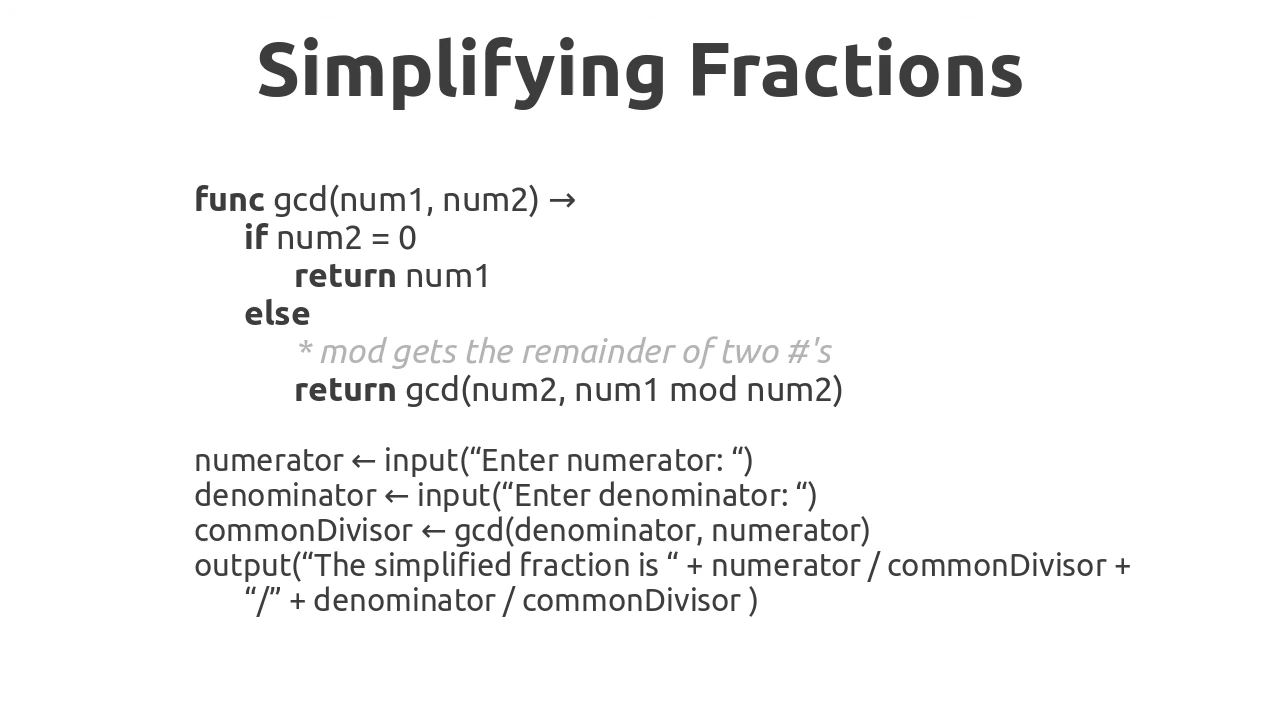 Simplifying Fractions
func gcd(num1, num2) →
if num2 = 0
return num1
else
* mod gets the remainder of two #'s
return gcd(num2, num1 mod num2)
numerator ← input(“Enter numerator: “)
denominator ← input(“Enter denominator: “)
commonDivisor ← gcd(denominator, numerator)
output(“The simplified fraction is “ + numerator / commonDivisor +
“/” + denominator / commonDivisor )